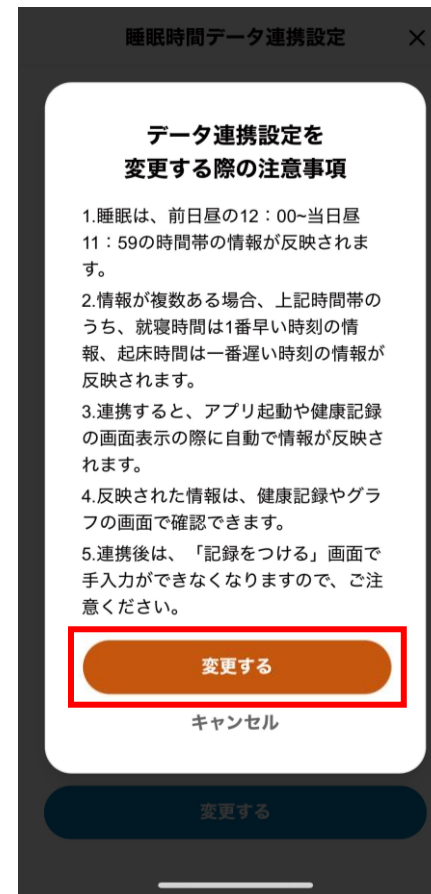 睡眠時間データ連携設定 ×
データ連携設定を
変更する際の注意事項
1.睡眠は、前日昼の12：00~当日昼
11：59の時間帯の情報が反映されま
す。
2.情報が複数ある場合、上記時間帯の
うち、就寝時間は1番早い時刻の情
報、起床時間は一番遅い時刻の情報が
反映されます。
3.連携すると、アプリ起動や健康記録
の画面表示の際に自動で情報が反映さ
れます。
4.反映された情報は、健康記録やグラ
フの画面で確認できます。
5.連携後は、「記録をつける」画面で
手入力ができなくなりますので、ご注
意ください。
変更する
キャンセル
変更する